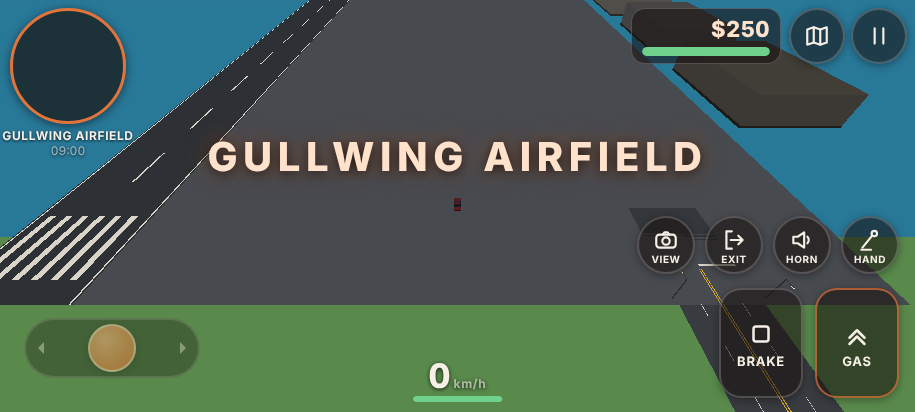 $250
GULLWING AIRFIELD
09:00
GULLWING AIRFIELD
VIEW
EXIT
HORN
HAND
BRAKE
GAS
0 km/h